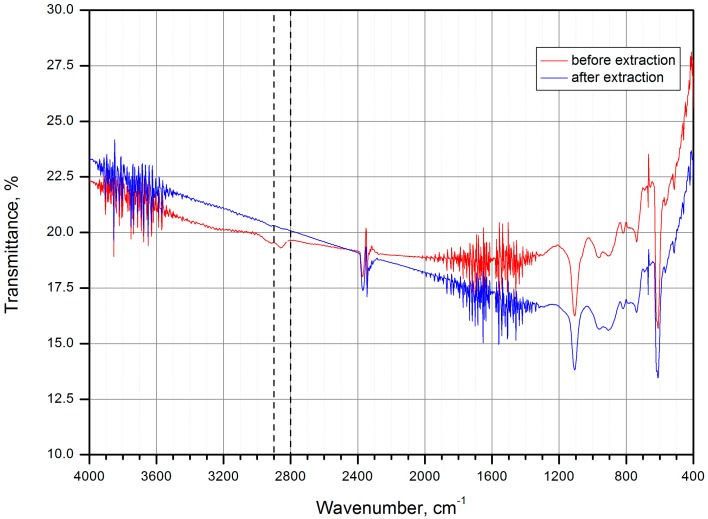 30.0
27.5
25.0
22.5
20.0
17.5
15.0
12.5
10.0
Transmittance, %
before extraction
after extraction
4000 3600 3200 2800 2400 2000 1600 1200 800 400
Wavenumber, cm⁻¹